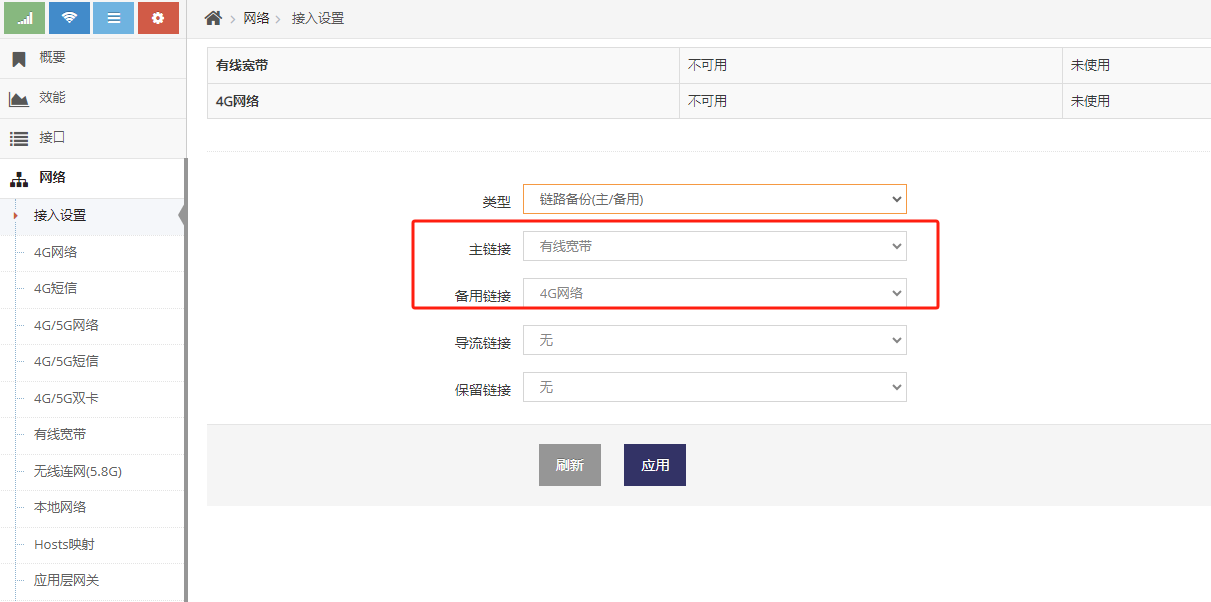 网络 接入设置
概要
效能
接口
网络
接入设置
4G网络
4G短信
4G/5G网络
4G/5G短信
4G/5G双卡
有线宽带
无线连网(5.8G)
本地网络
Hosts映射
应用层网关
有线宽带 不可用 未使用
4G网络 不可用 未使用
类型 链路备份(主/备用)
主链接 有线宽带
备用链接 4G网络
导流链接 无
保留链接 无
刷新 应用